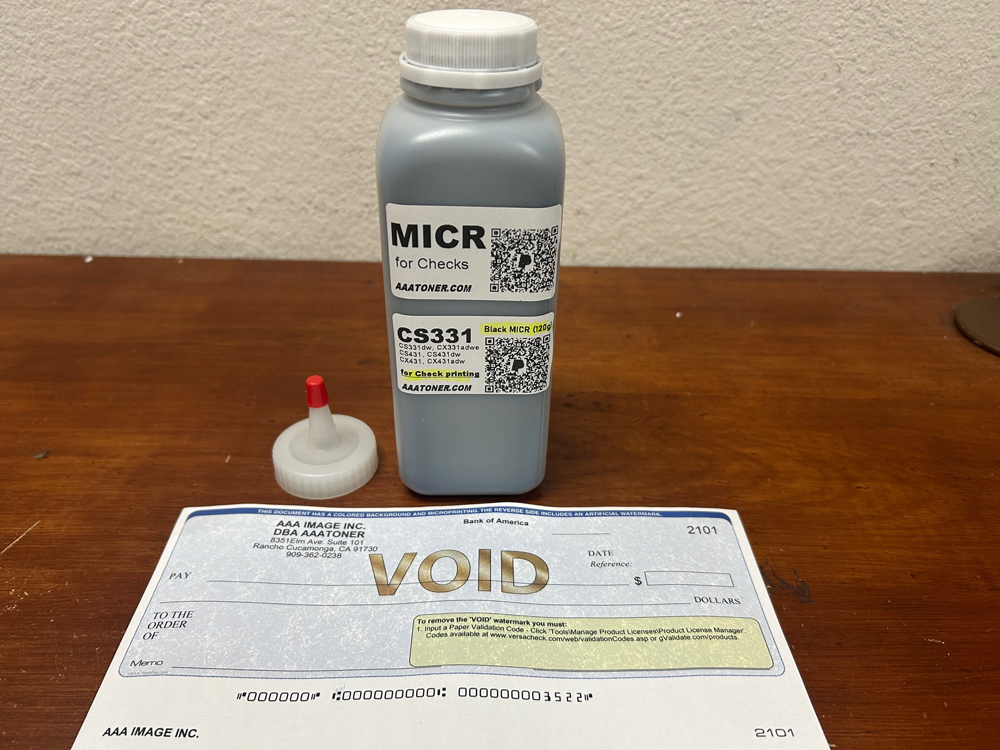 MICR
for Checks
AAATONER.COM
CS331
Black MICR (120g)
CS331dw, CX331adwe
CS431, CS431dw
CX431, CX431adw
for Check printing
AAATONER.COM
THIS DOCUMENT HAS A COLORED BACKGROUND AND MICROPRINTING. THE REVERSE SIDE INCLUDES AN ARTIFICIAL WATERMARK.
AAA IMAGE INC.
DBA AAATONER
8351Elm Ave. Suite 101
Rancho Cucamonga, CA 91730
909-362-0238
Bank of America
2101
VOID
DATE
Reference:
PAY
$
DOLLARS
TO THE
ORDER
OF
To remove the 'VOID' watermark you must:
1. Input a Paper Validation Code - Click 'Tools\Manage Product Licenses\Product License Manager'.
Codes available at www.versacheck.com/web/validationCodes.asp or gValidate.com/products.
Memo
⑈000000⑈ ⑆000000000⑆ 000000003522⑈
AAA IMAGE INC.
2101